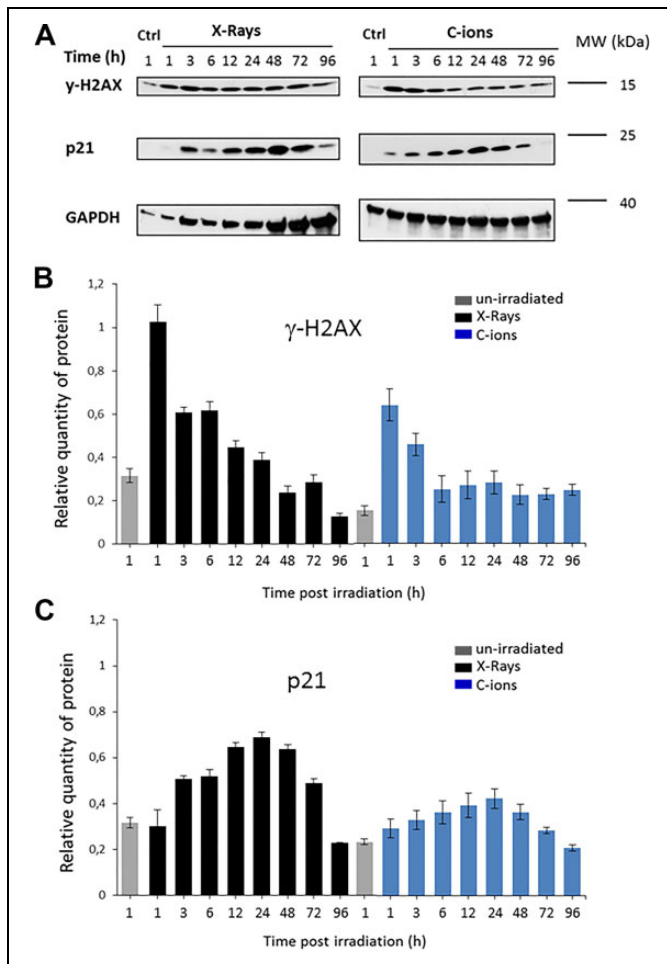 A
Ctrl X-Rays Ctrl C-ions MW (kDa)
Time (h) 1 1 3 6 12 24 48 72 96 1 1 3 6 12 24 48 72 96
γ-H2AX 15
p21 25
GAPDH 40
B
1,2
1
0,8
0,6
0,4
0,2
0
Relative quantity of protein
γ-H2AX
un-irradiated
X-Rays
C-ions
1 1 3 6 12 24 48 72 96 1 1 3 6 12 24 48 72 96
Time post irradiation (h)
C
1,2
1
0,8
0,6
0,4
0,2
0
Relative quantity of protein
p21
un-irradiated
X-Rays
C-ions
1 1 3 6 12 24 48 72 96 1 1 3 6 12 24 48 72 96
Time post irradiation (h)